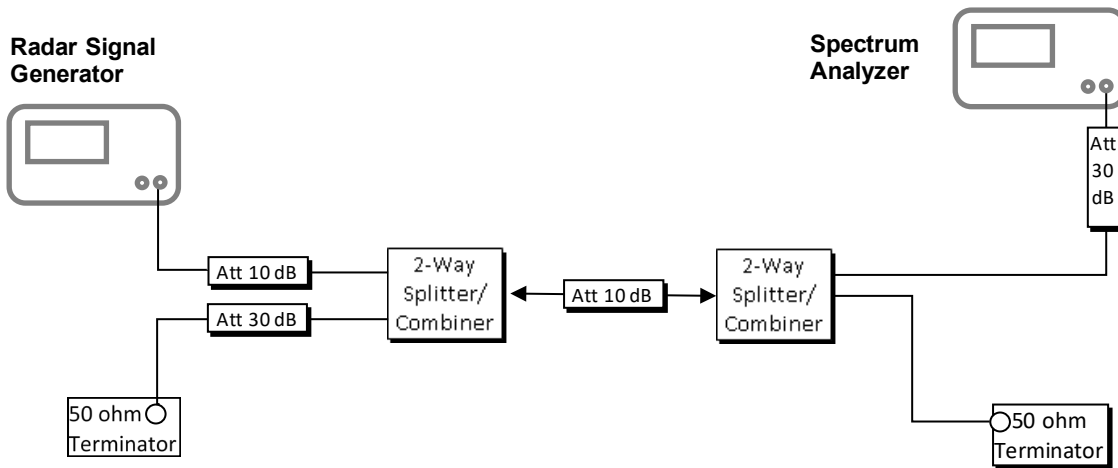 Radar Signal
Generator
Spectrum
Analyzer
Att
30
dB
Att 10 dB
2-Way
Splitter/
Combiner
Att 10 dB
2-Way
Splitter/
Combiner
Att 30 dB
50 ohm
Terminator
50 ohm
Terminator